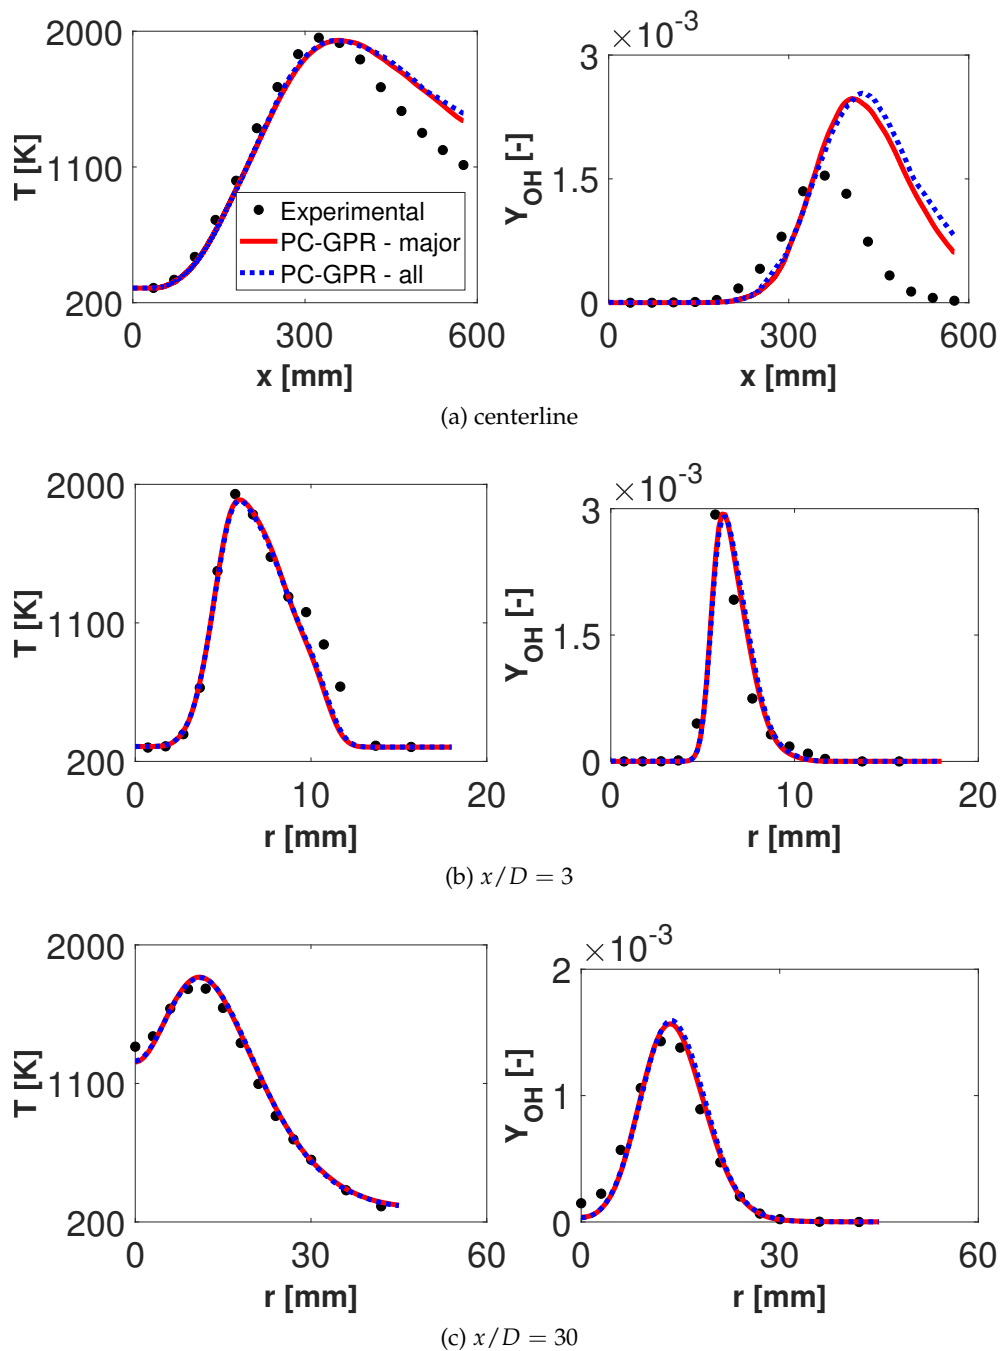 2000
1100
200
T [K]
0
300
600
x [mm]
Experimental
PC-GPR - major
PC-GPR - all
×10⁻³
3
1.5
0
Y_OH [-]
0
300
600
x [mm]
(a) centerline
2000
1100
200
T [K]
0
10
20
r [mm]
×10⁻³
3
1.5
0
Y_OH [-]
0
10
20
r [mm]
(b) x/D = 3
2000
1100
200
T [K]
0
30
60
r [mm]
×10⁻³
2
1
0
Y_OH [-]
0
30
60
r [mm]
(c) x/D = 30